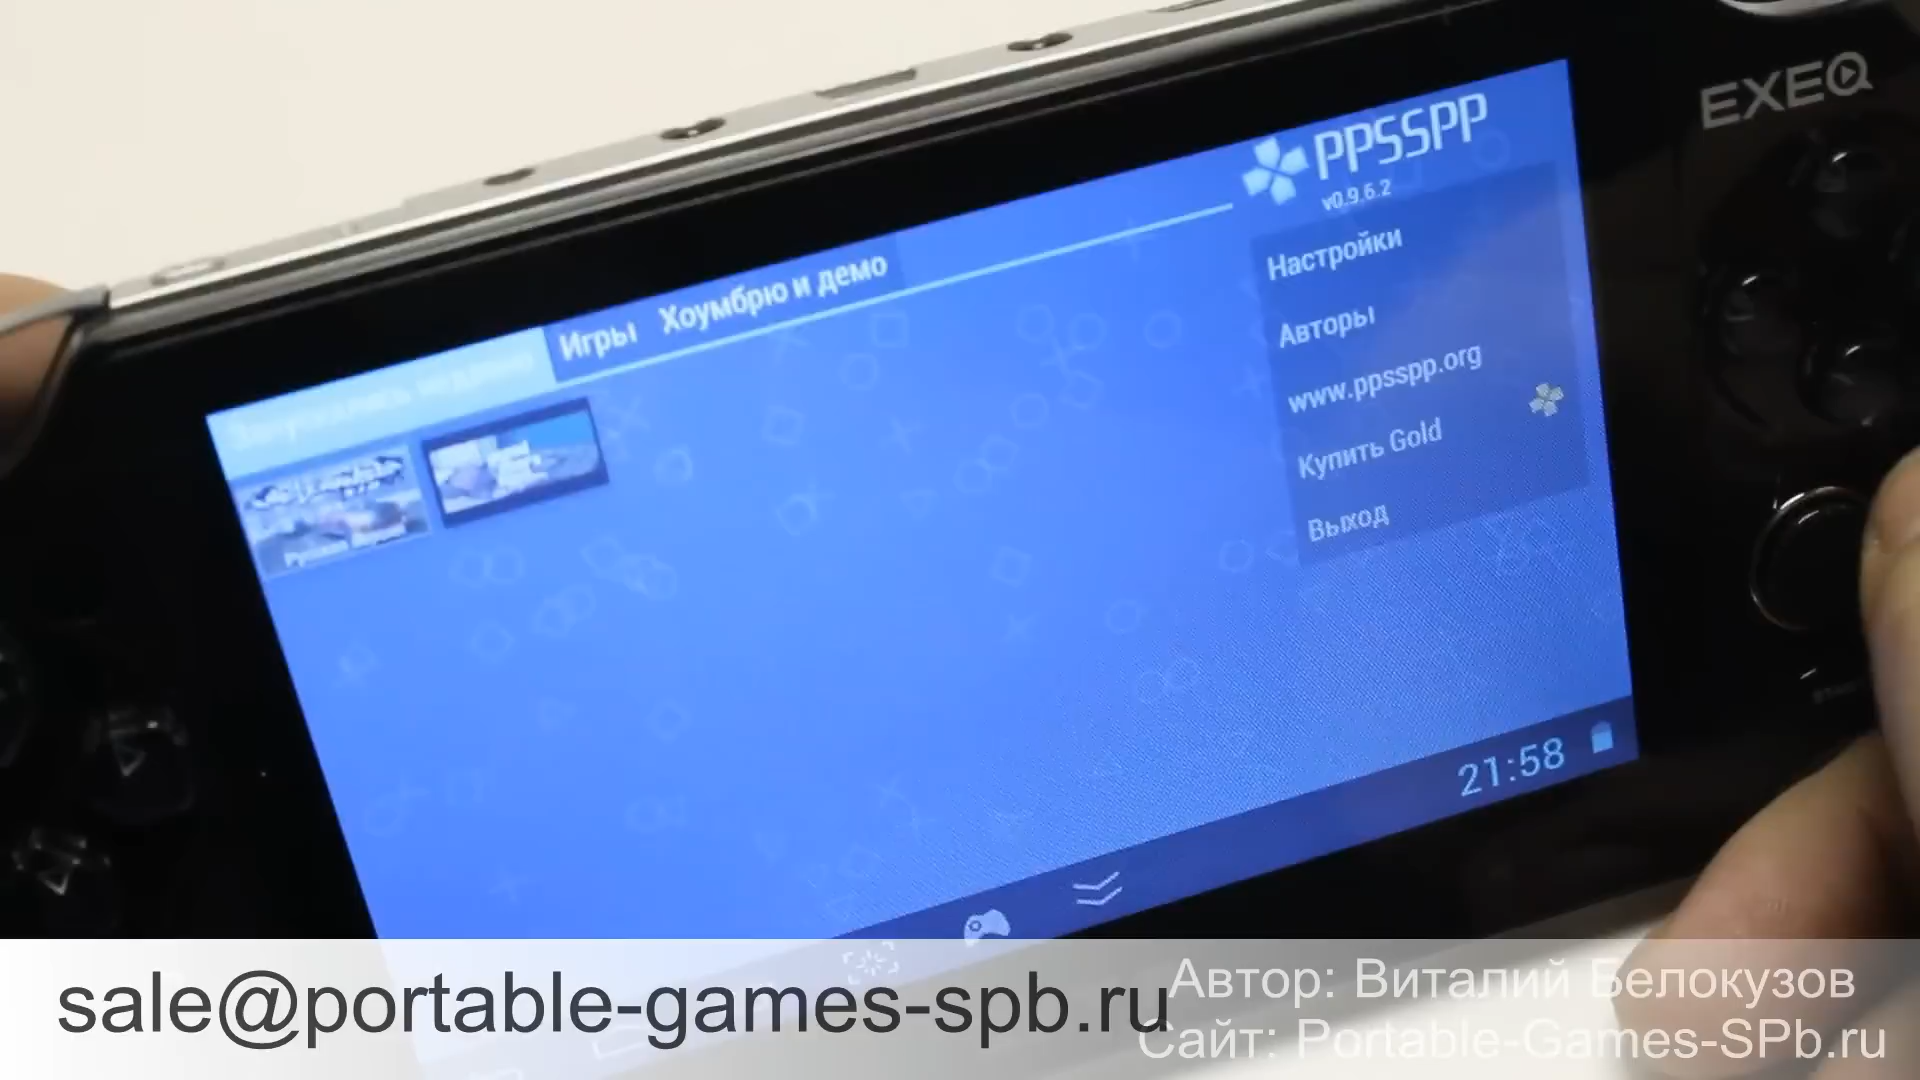 EXEQ
PPSSPP
v0.9.6.2
Игры
Хоумбрю и демо
Настройки
Авторы
www.ppsspp.org
Купить Gold
Выход
21:58
sale@portable-games-spb.ru
Автор: Виталий Белокузов
Сайт: Portable-Games-SPb.ru